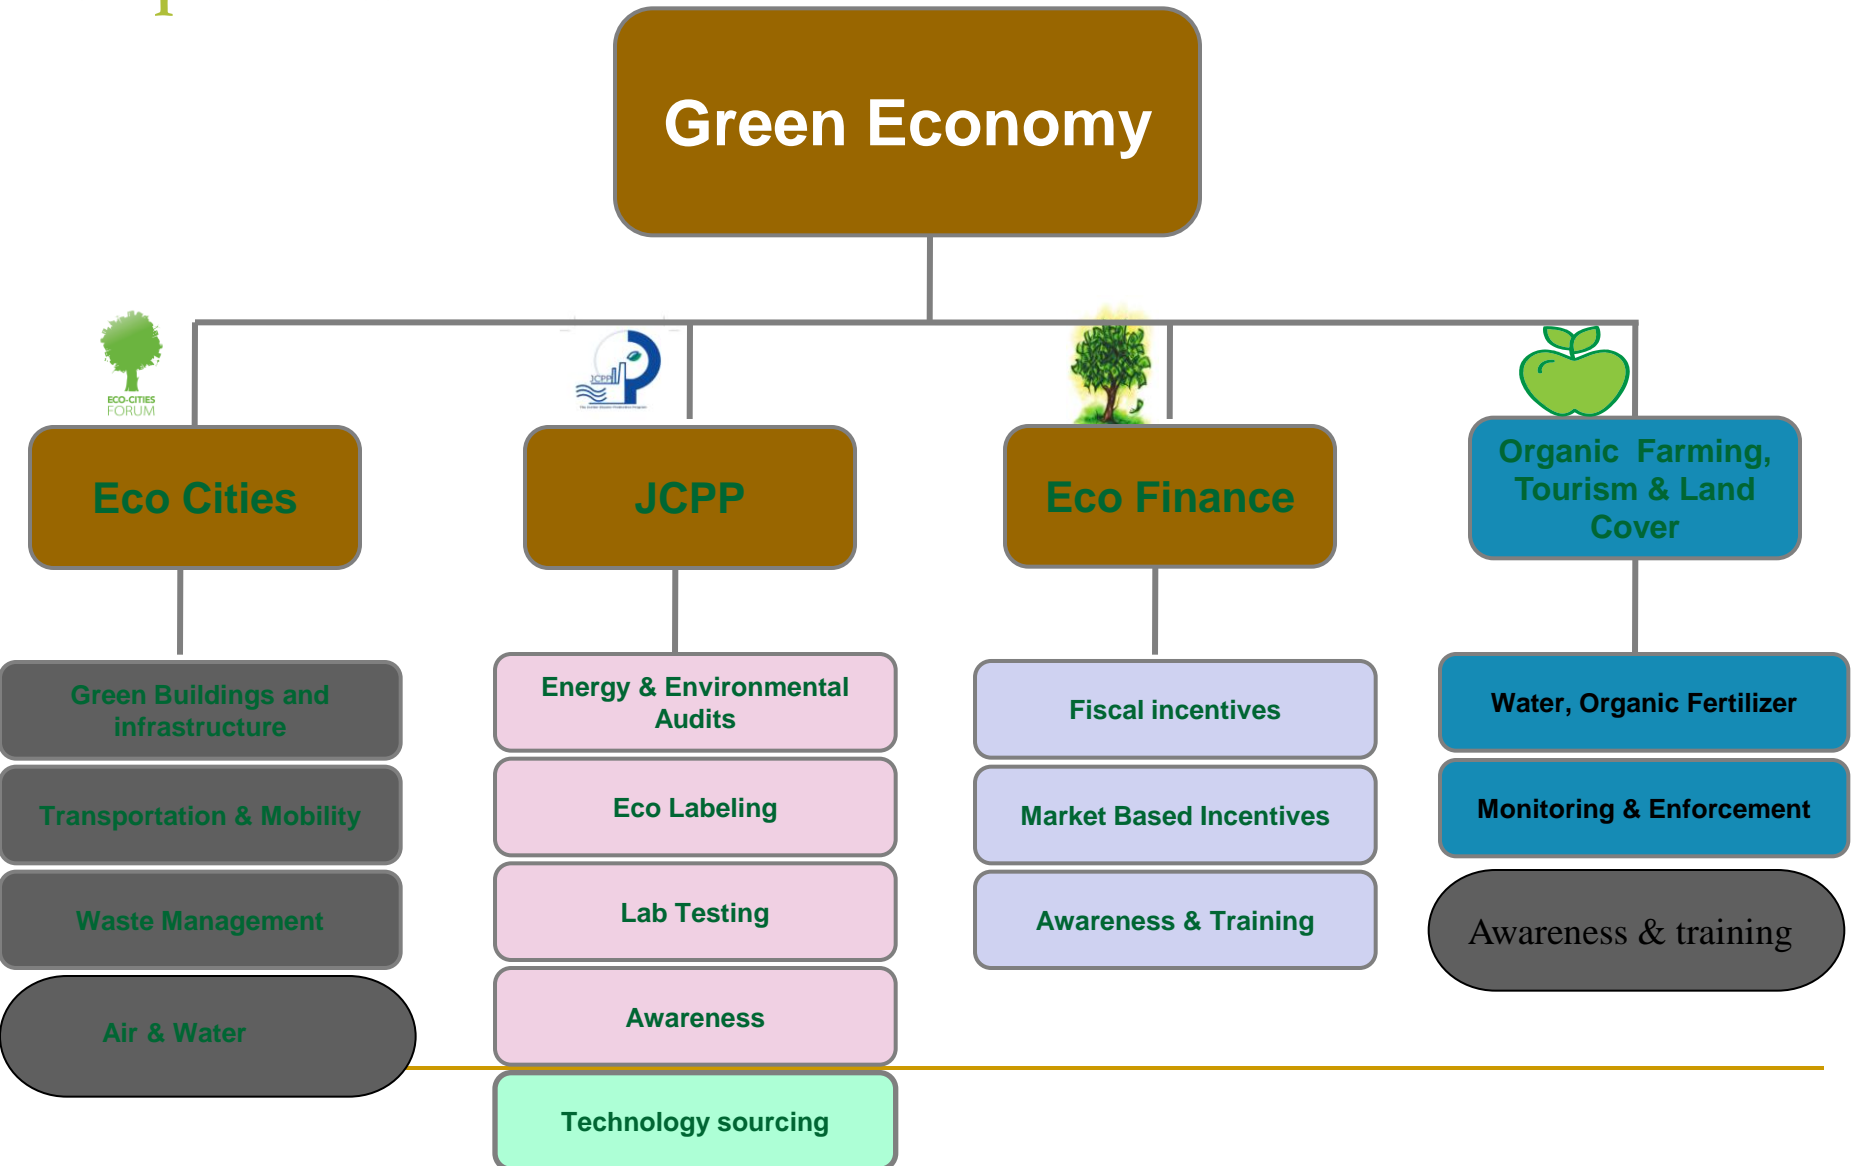 Green Economy
ECO-CITIES
FORUM
JCPP
Eco Cities
JCPP
Eco Finance
Organic Farming,
Tourism & Land
Cover
Green Buildings and
infrastructure
Transportation & Mobility
Waste Management
Air & Water
Energy & Environmental
Audits
Eco Labeling
Lab Testing
Awareness
Technology sourcing
Fiscal incentives
Market Based Incentives
Awareness & Training
Water, Organic Fertilizer
Monitoring & Enforcement
Awareness & training